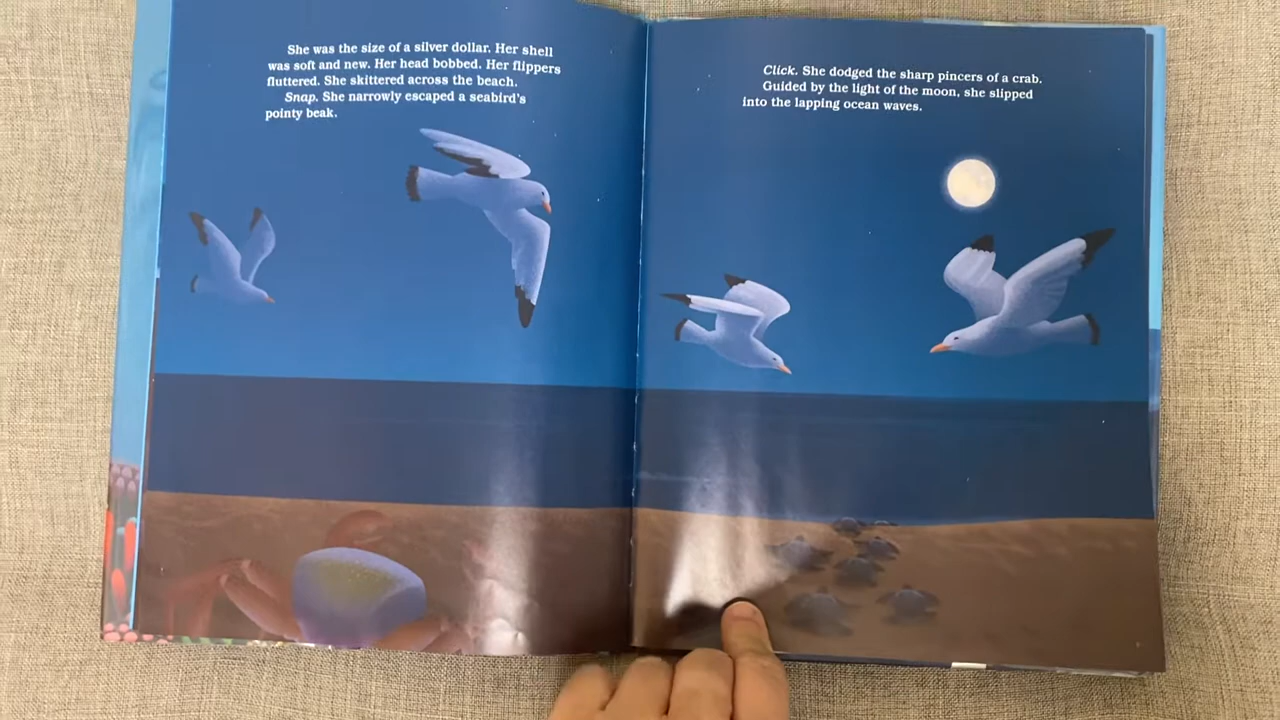 She was the size of a silver dollar. Her shell
was soft and new. Her head bobbed. Her flippers
fluttered. She skittered across the beach.
Snap. She narrowly escaped a seabird's
pointy beak.
Click. She dodged the sharp pincers of a crab.
Guided by the light of the moon, she slipped
into the lapping ocean waves.